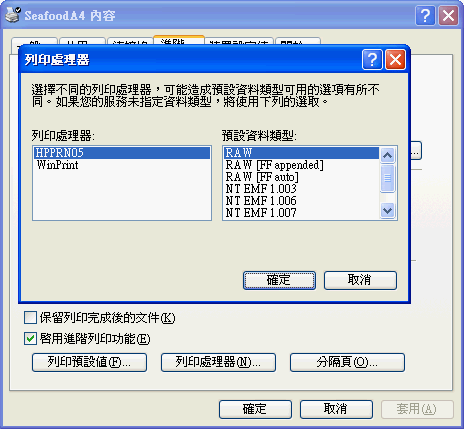 SeafoodA4 內容
進階
列印處理器
選擇不同的列印處理器，可能造成預設資料類型可用的選項有所不
同。如果您的服務未指定資料類型，將使用下列的選取。
列印處理器:
預設資料類型:
HPPRN05
WinPrint
RAW
RAW [FF appended]
RAW [FF auto]
NT EMF 1.003
NT EMF 1.006
NT EMF 1.007
確定
取消
保留列印完成後的文件(K)
啓用進階列印功能(E)
列印預設值(F)...
列印處理器(N)...
分隔頁(O)...
確定
取消
套用(A)